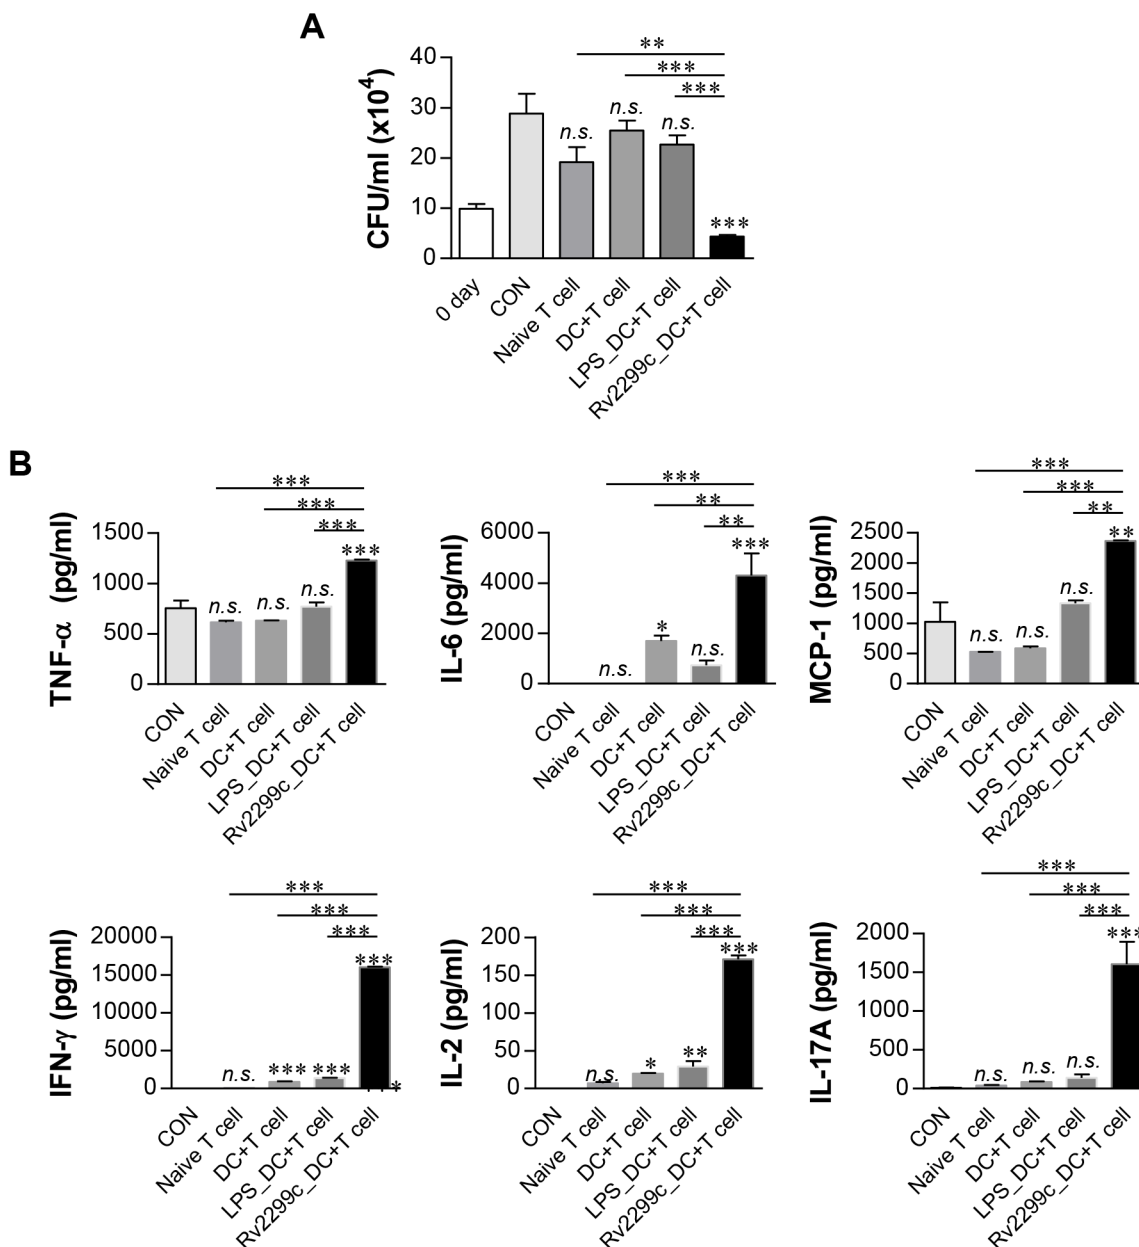 A
CFU/ml (x10⁴)
40
30
20
10
0
**
***
***
n.s.
n.s.
n.s.
***
0 day
CON
Naive T cell
DC+T cell
LPS_DC+T cell
Rv2299c_DC+T cell
B
TNF-α (pg/ml)
1500
1000
500
0
***
***
***
***
n.s.
n.s.
n.s.
CON
Naive T cell
DC+T cell
LPS_DC+T cell
Rv2299c_DC+T cell
IL-6 (pg/ml)
6000
4000
2000
0
***
**
**
***
*
n.s.
n.s.
CON
Naive T cell
DC+T cell
LPS_DC+T cell
Rv2299c_DC+T cell
MCP-1 (pg/ml)
2500
2000
1500
1000
500
0
***
***
**
**
n.s.
n.s.
n.s.
CON
Naive T cell
DC+T cell
LPS_DC+T cell
Rv2299c_DC+T cell
IFN-γ (pg/ml)
20000
15000
10000
5000
0
***
***
***
***
n.s.
***
***
*
CON
Naive T cell
DC+T cell
LPS_DC+T cell
Rv2299c_DC+T cell
IL-2 (pg/ml)
200
150
100
50
0
***
***
***
***
n.s.
*
**
CON
Naive T cell
DC+T cell
LPS_DC+T cell
Rv2299c_DC+T cell
IL-17A (pg/ml)
2000
1500
1000
500
0
***
***
***
***
n.s.
n.s.
n.s.
CON
Naive T cell
DC+T cell
LPS_DC+T cell
Rv2299c_DC+T cell